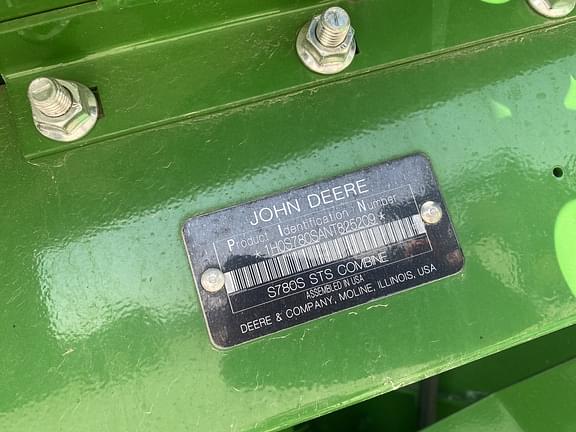 JOHN DEERE
Product Identification Number
*1H0S780SANT825209*
S780S STS COMBINE
ASSEMBLED IN USA
DEERE & COMPANY, MOLINE, ILLINOIS, USA